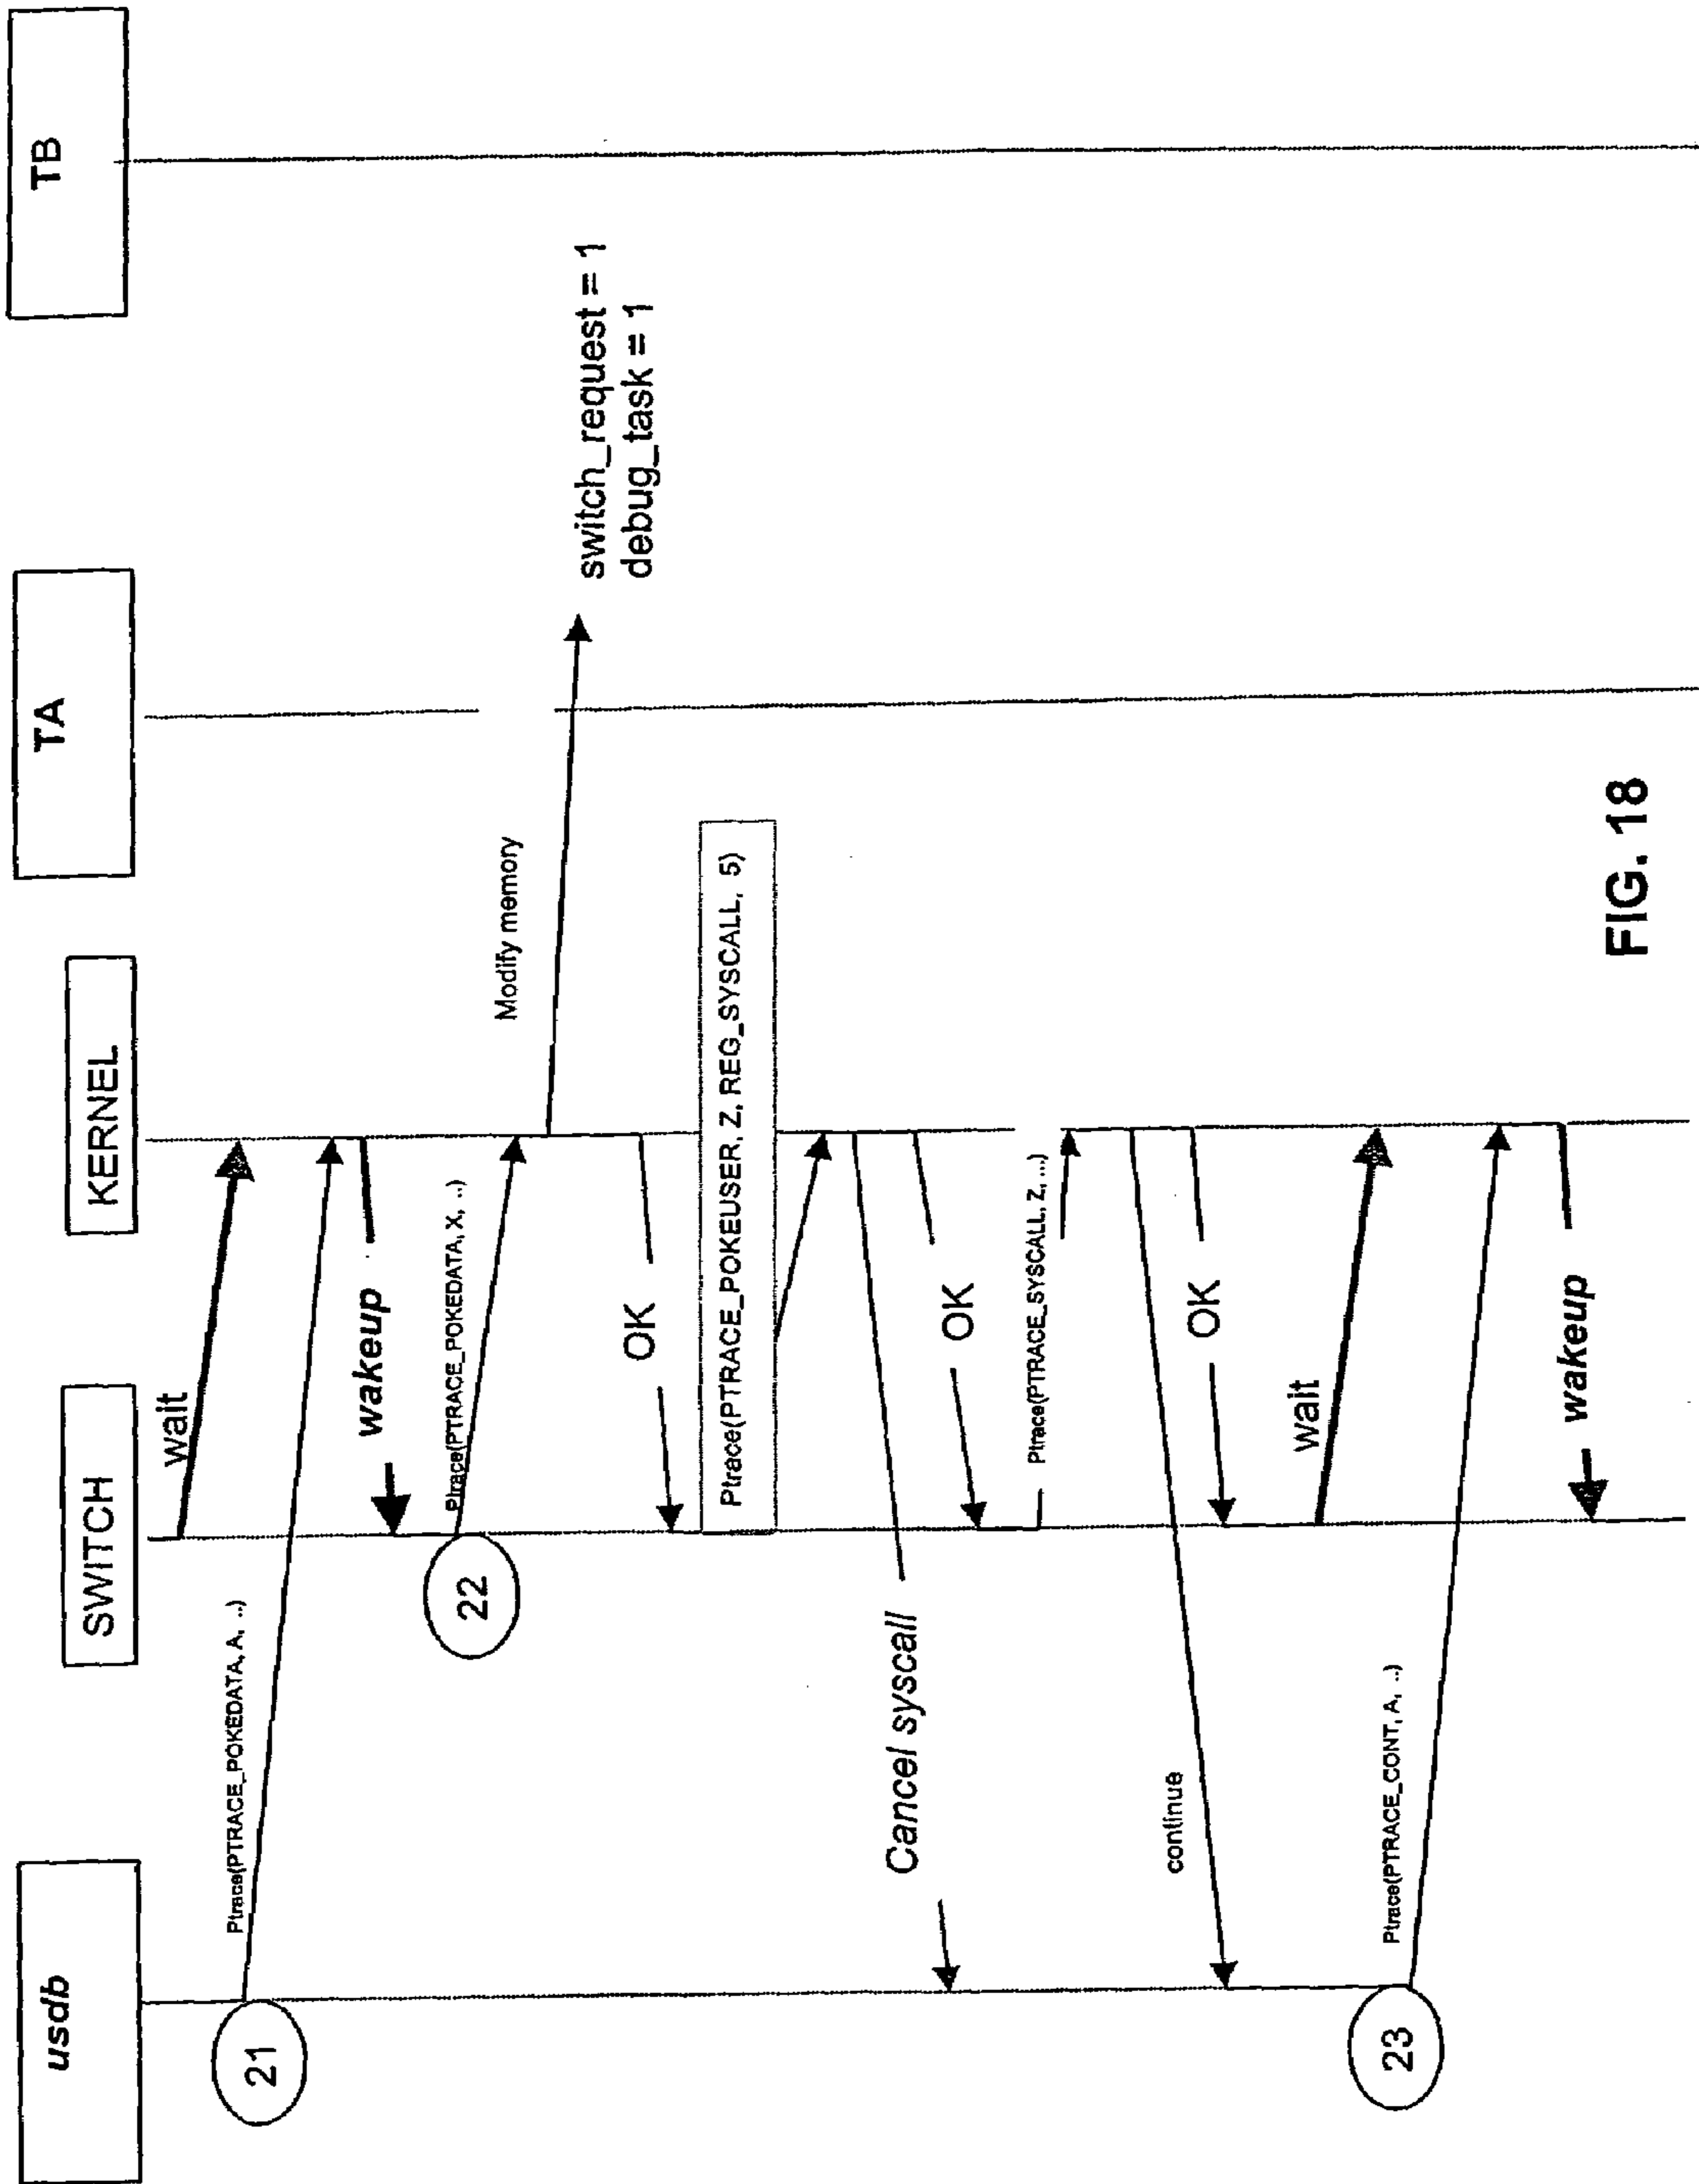 usdb
SWITCH
KERNEL
TA
TB
wait
21
Ptrace(PTRACE_POKEDATA, A, ..)
wakeup
22
Ptrace(PTRACE_POKEDATA, X, ..)
Modify memory
switch_request = 1
debug_task = 1
OK
Ptrace(PTRACE_POKEUSER, Z, REG_SYSCALL, 5)
Cancel syscall
OK
Ptrace(PTRACE_SYSCALL, Z, ...)
continue
OK
wait
23
Ptrace(PTRACE_CONT, A, ..)
wakeup
FIG. 18